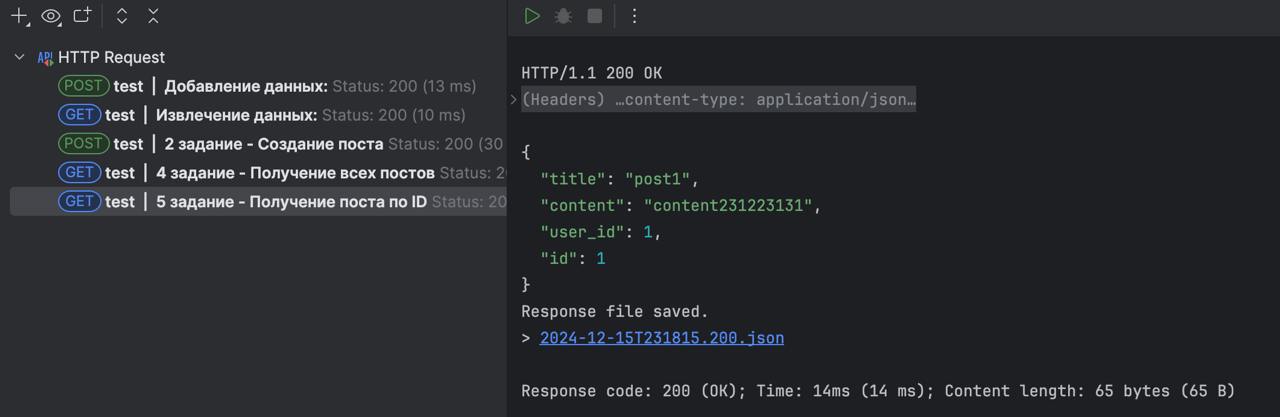 HTTP Request
POST test | Добавление данных: Status: 200 (13 ms)
GET test | Извлечение данных: Status: 200 (10 ms)
POST test | 2 задание - Создание поста Status: 200 (30
GET test | 4 задание - Получение всех постов Status: 2
GET test | 5 задание - Получение поста по ID Status: 20
HTTP/1.1 200 OK
(Headers) …content-type: application/json…
{
"title": "post1",
"content": "content231223131",
"user_id": 1,
"id": 1
}
Response file saved.
> 2024-12-15T231815.200.json
Response code: 200 (OK); Time: 14ms (14 ms); Content length: 65 bytes (65 B)